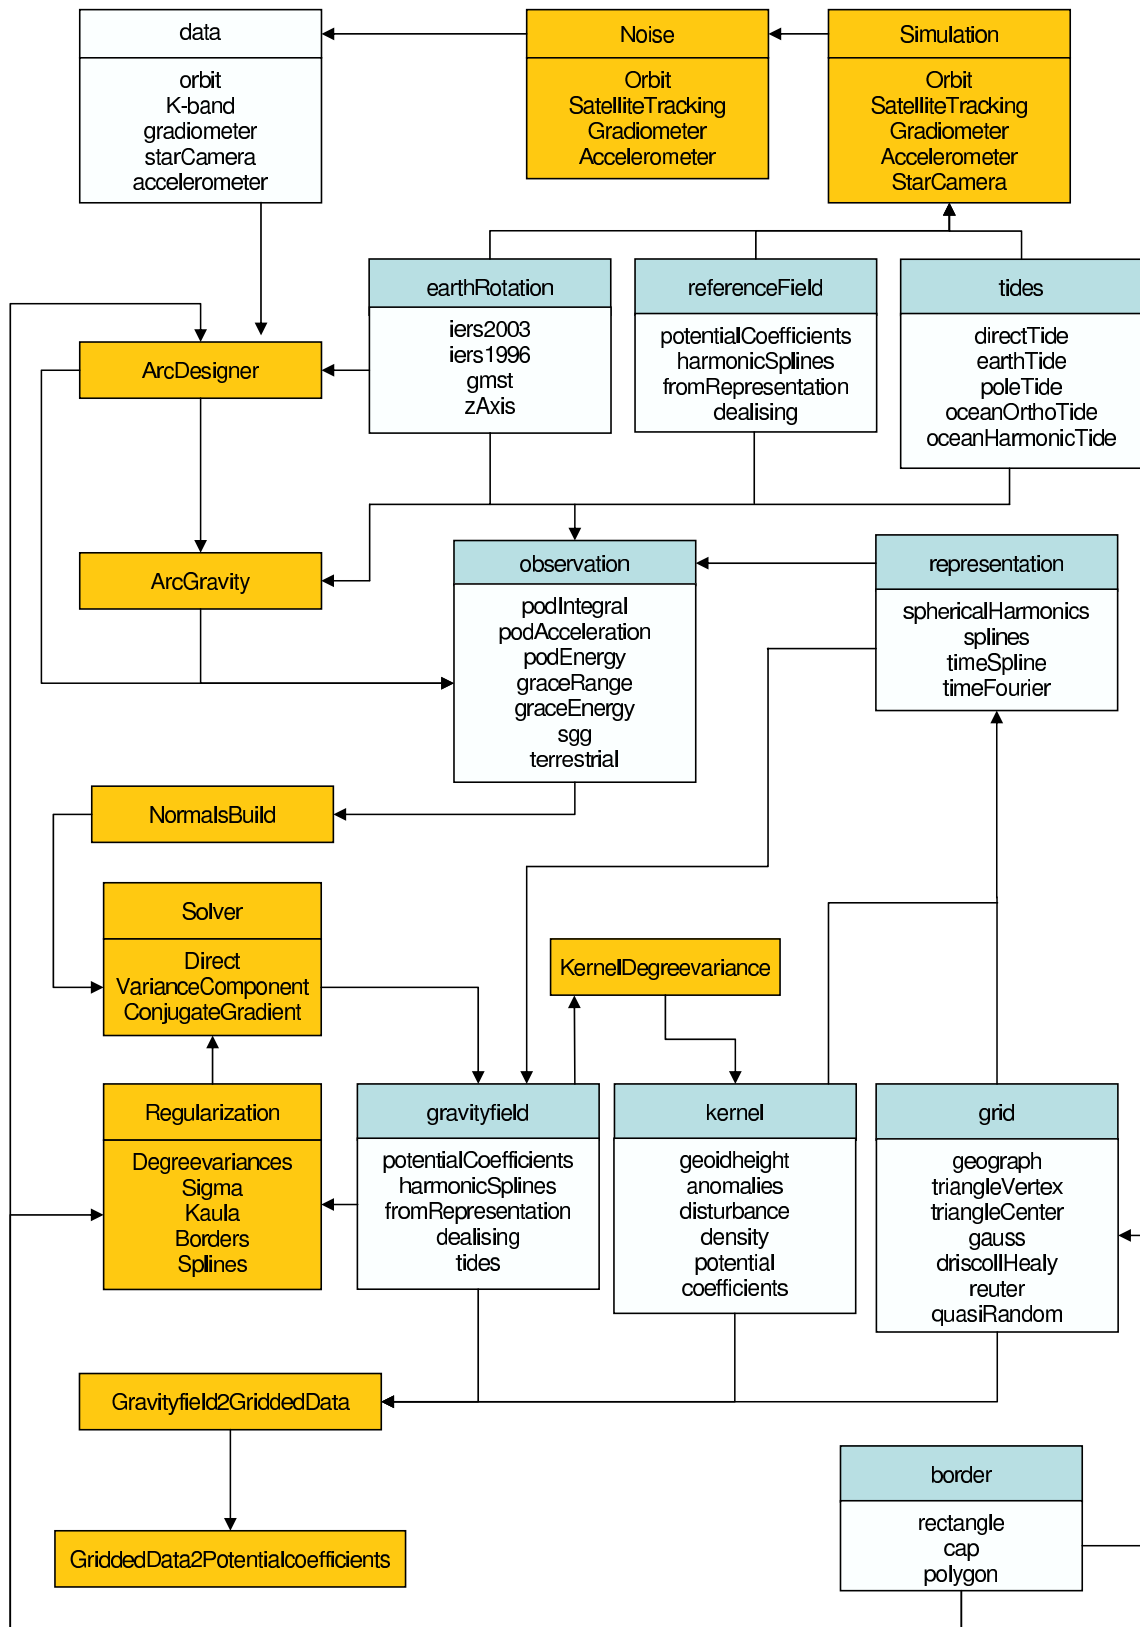 data
orbit
K-band
gradiometer
starCamera
accelerometer
Noise
Orbit
SatelliteTracking
Gradiometer
Accelerometer
Simulation
Orbit
SatelliteTracking
Gradiometer
Accelerometer
StarCamera
earthRotation
iers2003
iers1996
gmst
zAxis
referenceField
potentialCoefficients
harmonicSplines
fromRepresentation
dealising
tides
directTide
earthTide
poleTide
oceanOrthoTide
oceanHarmonicTide
ArcDesigner
ArcGravity
observation
podIntegral
podAcceleration
podEnergy
graceRange
graceEnergy
sgg
terrestrial
representation
sphericalHarmonics
splines
timeSpline
timeFourier
NormalsBuild
Solver
Direct
VarianceComponent
ConjugateGradient
KernelDegreevariance
Regularization
Degreevariances
Sigma
Kaula
Borders
Splines
gravityfield
potentialCoefficients
harmonicSplines
fromRepresentation
dealising
tides
kernel
geoidheight
anomalies
disturbance
density
potential
coefficients
grid
geograph
triangleVertex
triangleCenter
gauss
driscollHealy
reuter
quasiRandom
Gravityfield2GriddedData
GriddedData2Potentialcoefficients
border
rectangle
cap
polygon